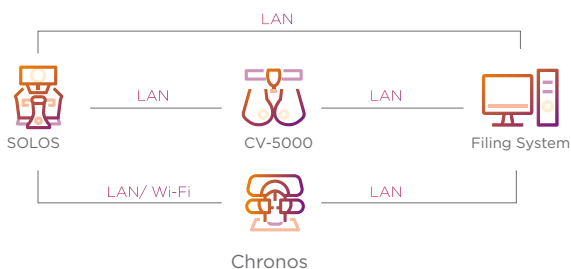 LAN
LAN
LAN
SOLOS
CV-5000
Filing System
LAN/ Wi-Fi
LAN
Chronos